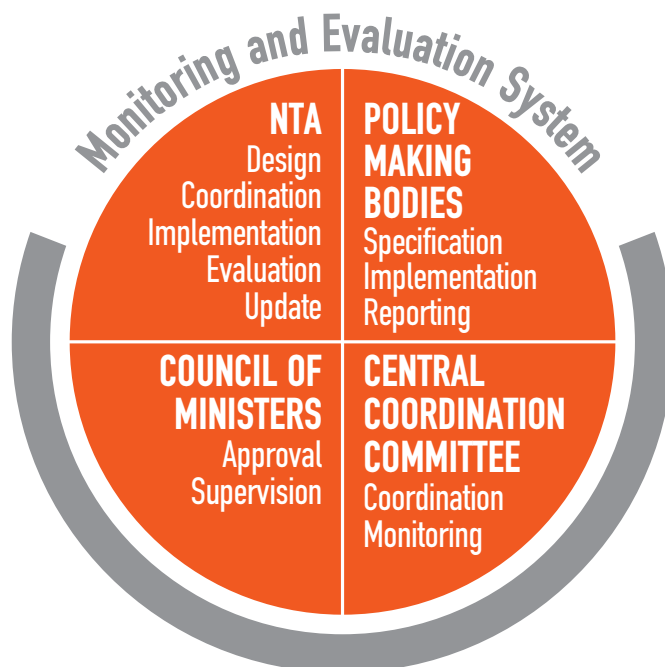 Monitoring and Evaluation System
NTA
Design
Coordination
Implementation
Evaluation
Update
POLICY
MAKING
BODIES
Specification
Implementation
Reporting
COUNCIL OF
MINISTERS
Approval
Supervision
CENTRAL
COORDINATION
COMMITTEE
Coordination
Monitoring